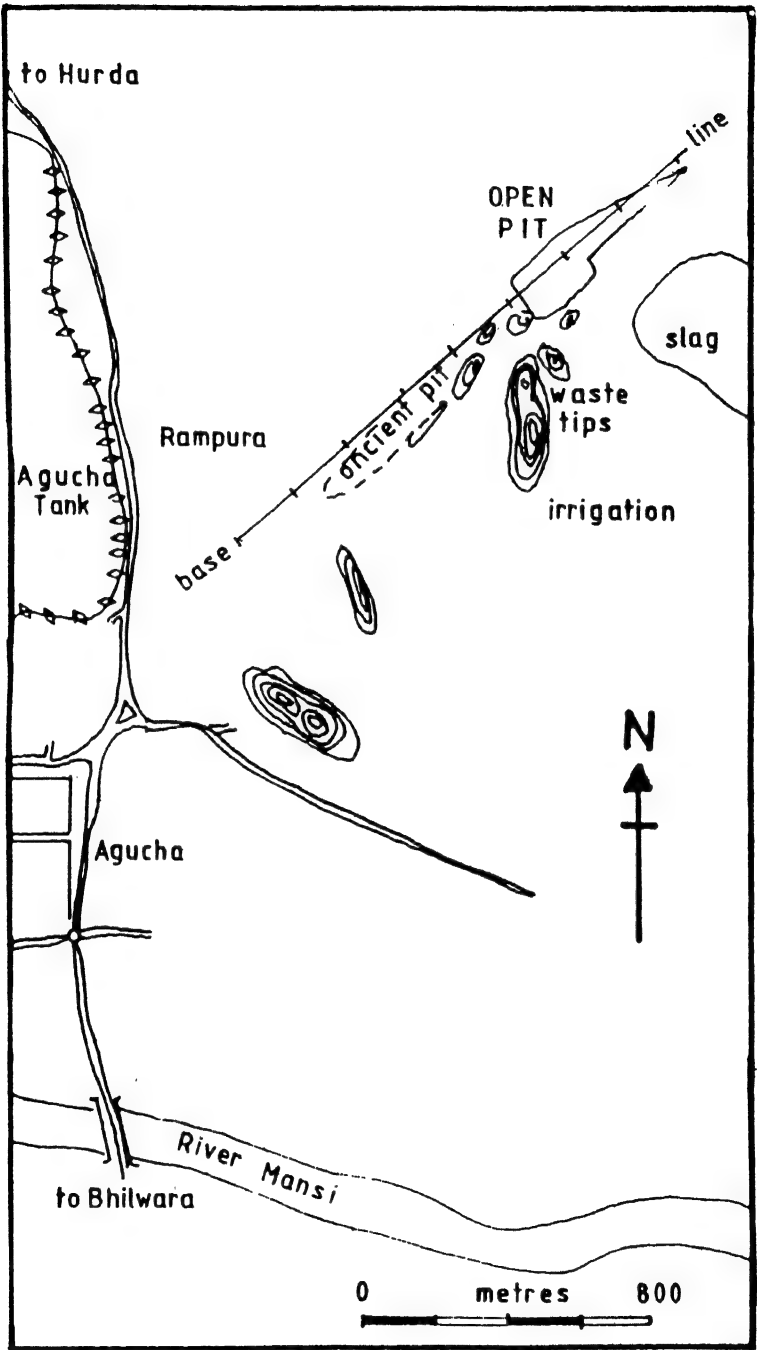 to Hurda
line
OPEN
PIT
slag
ancient pit
waste
tips
Rampura
Agucha
Tank
irrigation
base
N
Agucha
River Mansi
to Bhilwara
0 metres 800